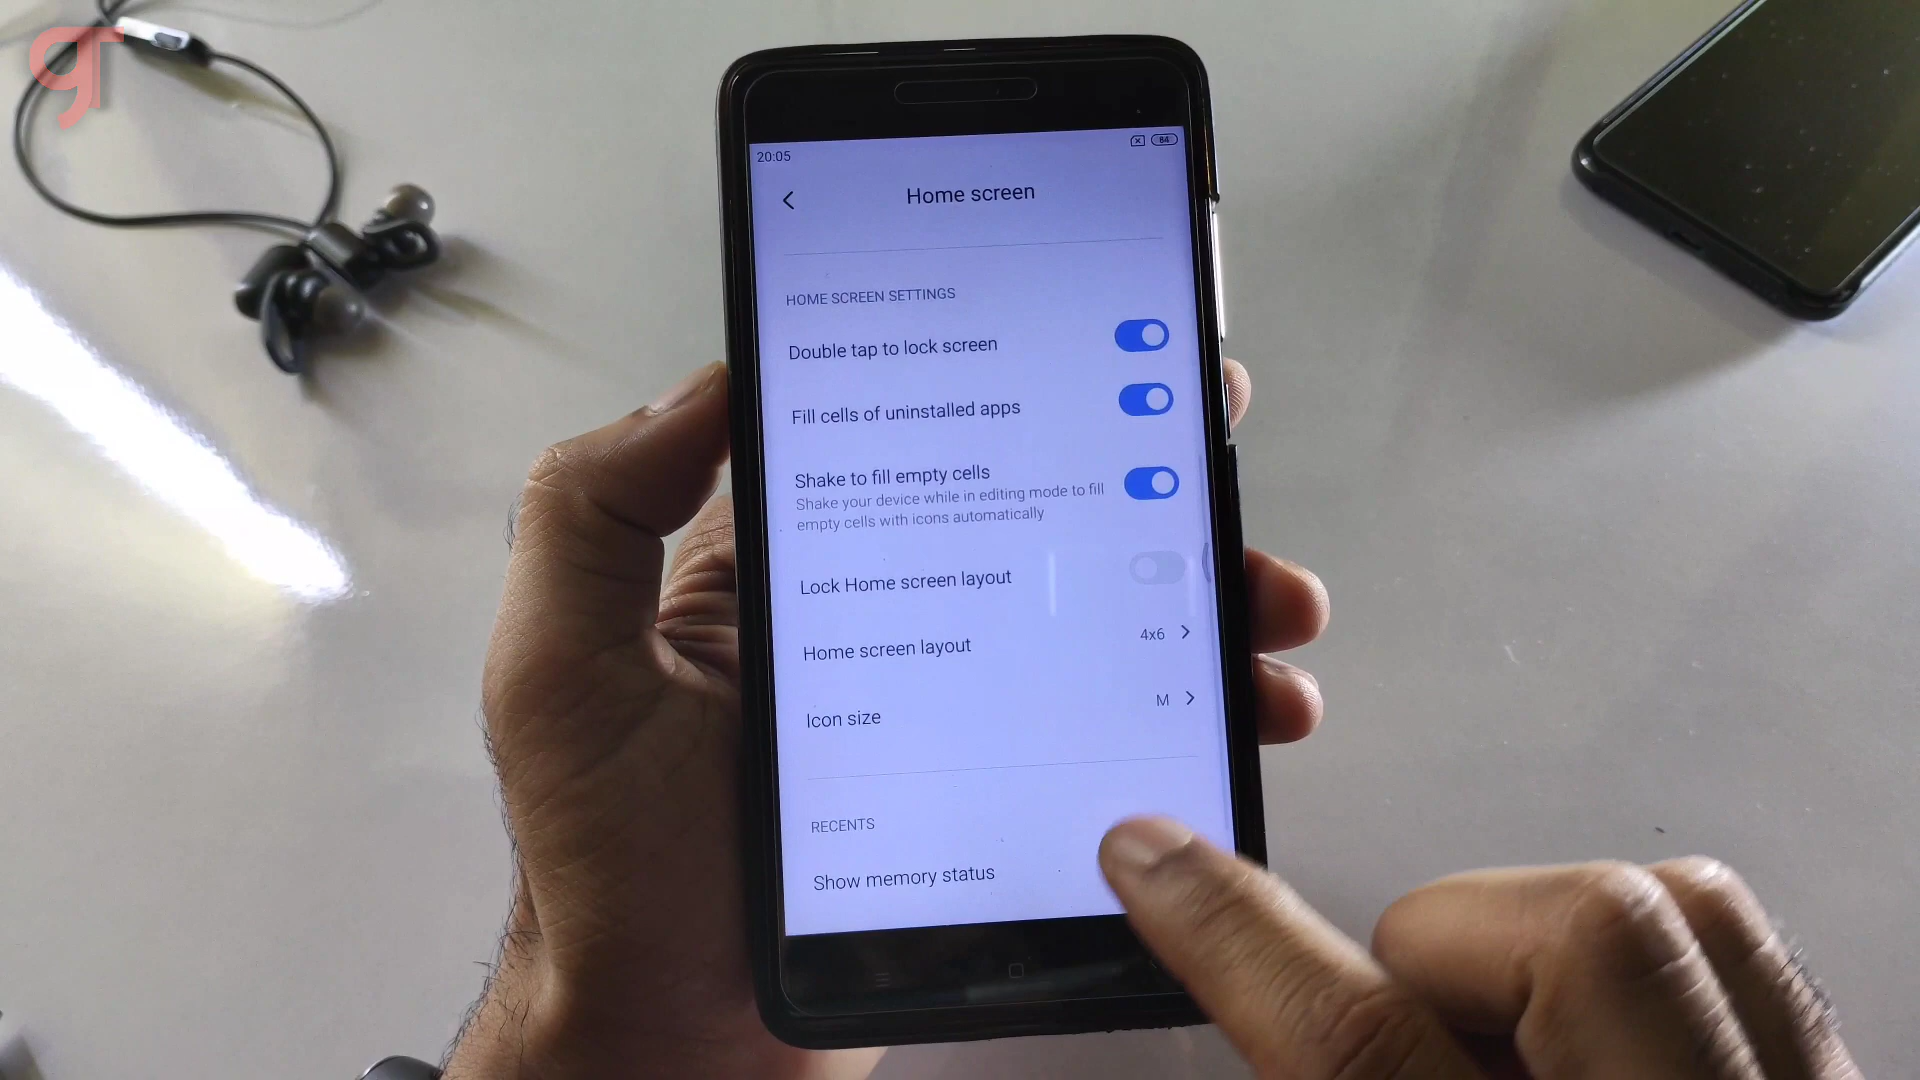 20:05
84
Home screen
HOME SCREEN SETTINGS
Double tap to lock screen
Fill cells of uninstalled apps
Shake to fill empty cells
Shake your device while in editing mode to fill
empty cells with icons automatically
Lock Home screen layout
Home screen layout
4x6
Icon size
M
RECENTS
Show memory status